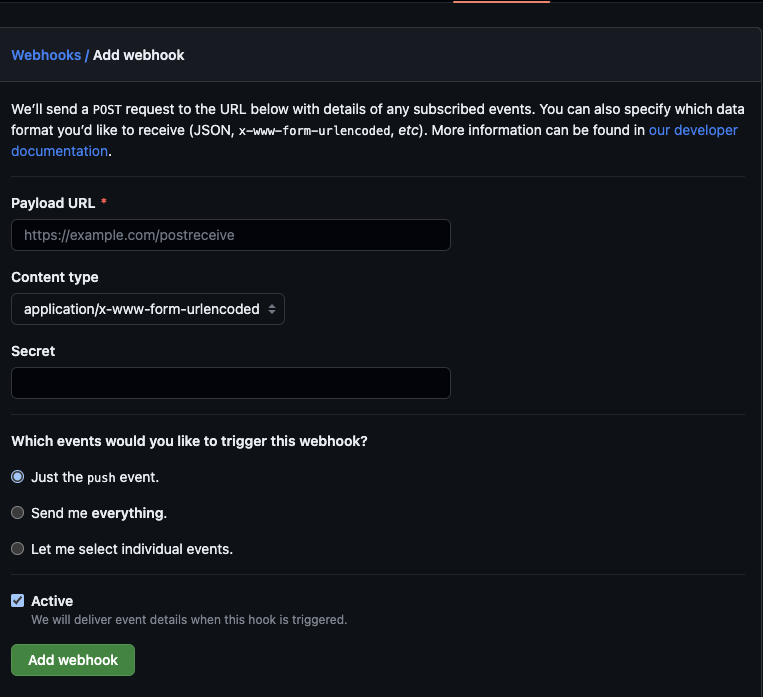 Webhooks / Add webhook
We’ll send a POST request to the URL below with details of any subscribed events. You can also specify which data
format you’d like to receive (JSON, x-www-form-urlencoded, etc). More information can be found in our developer
documentation.
Payload URL *
https://example.com/postreceive
Content type
application/x-www-form-urlencoded
Secret
Which events would you like to trigger this webhook?
Just the push event.
Send me everything.
Let me select individual events.
Active
We will deliver event details when this hook is triggered.
Add webhook